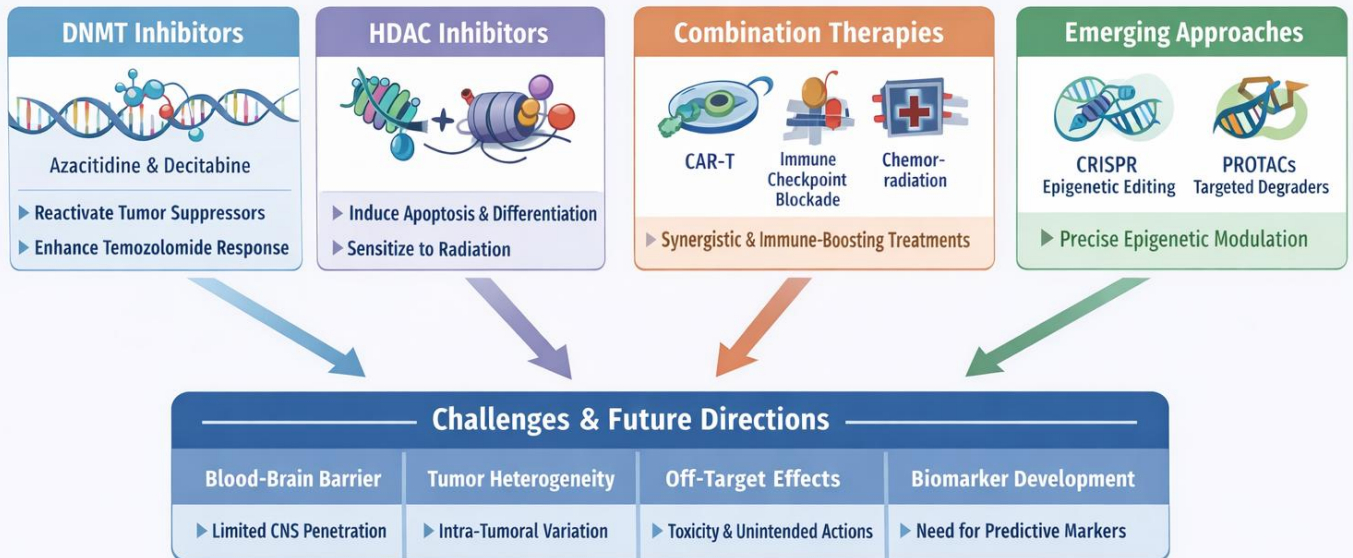 DNMT Inhibitors
Azacitidine & Decitabine
Reactivate Tumor Suppressors
Enhance Temozolomide Response
HDAC Inhibitors
Induce Apoptosis & Differentiation
Sensitize to Radiation
Combination Therapies
CAR-T
Immune
Checkpoint
Blockade
Chemor-
radiation
Synergistic & Immune-Boosting Treatments
Emerging Approaches
CRISPR
Epigenetic Editing
PROTACs
Targeted Degraders
Precise Epigenetic Modulation
Challenges & Future Directions
Blood-Brain Barrier
Limited CNS Penetration
Tumor Heterogeneity
Intra-Tumoral Variation
Off-Target Effects
Toxicity & Unintended Actions
Biomarker Development
Need for Predictive Markers